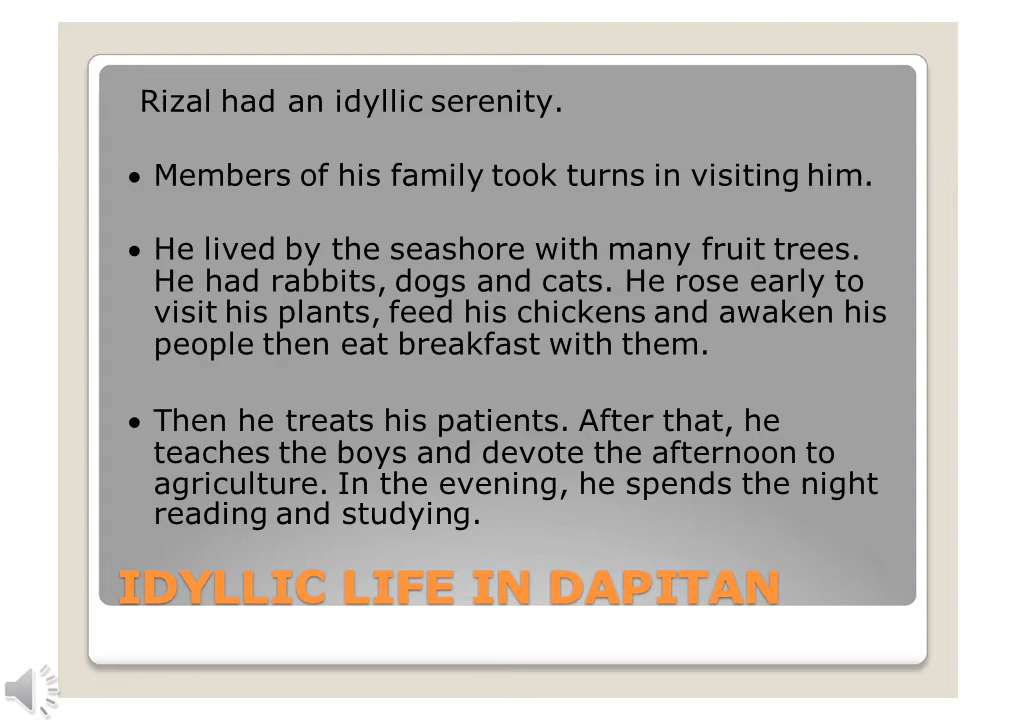 Rizal had an idyllic serenity.
• Members of his family took turns in visiting him.
• He lived by the seashore with many fruit trees.
He had rabbits, dogs and cats. He rose early to
visit his plants, feed his chickens and awaken his
people then eat breakfast with them.
• Then he treats his patients. After that, he
teaches the boys and devote the afternoon to
agriculture. In the evening, he spends the night
reading and studying.
IDYLLIC LIFE IN DAPITAN